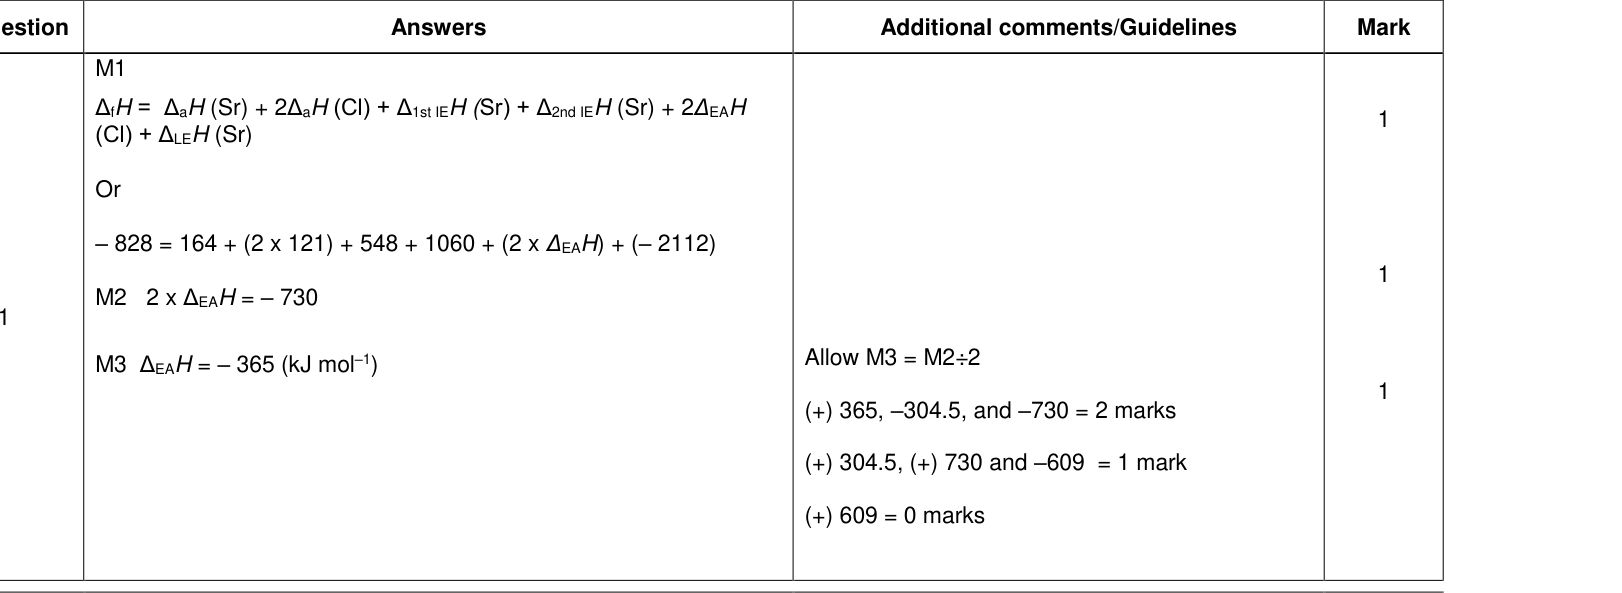 estion Answers Additional comments/Guidelines Mark
M1
ΔfH = ΔaH (Sr) + 2ΔaH (Cl) + Δ1st IEH (Sr) + Δ2nd IEH (Sr) + 2ΔEAH
(Cl) + ΔLEH (Sr)
1
Or
– 828 = 164 + (2 x 121) + 548 + 1060 + (2 x ΔEAH) + (– 2112)
M2 2 x ΔEAH = – 730
1
1
M3 ΔEAH = – 365 (kJ mol–1)
Allow M3 = M2÷2
(+) 365, –304.5, and –730 = 2 marks
(+) 304.5, (+) 730 and –609 = 1 mark
(+) 609 = 0 marks
1